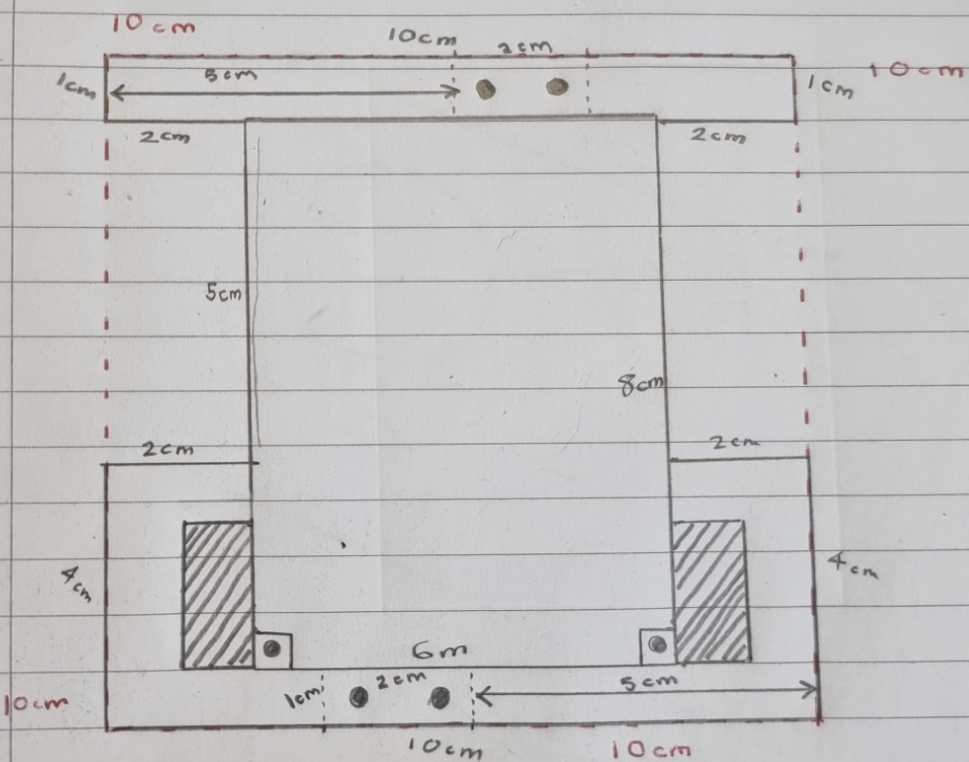 10cm
10cm 2cm
10cm
1cm 5cm 1cm
2cm 2cm
5cm
8cm
2cm 2cm
4cm 4cm
6m
1cm 2cm 5cm
10cm
10cm 10cm